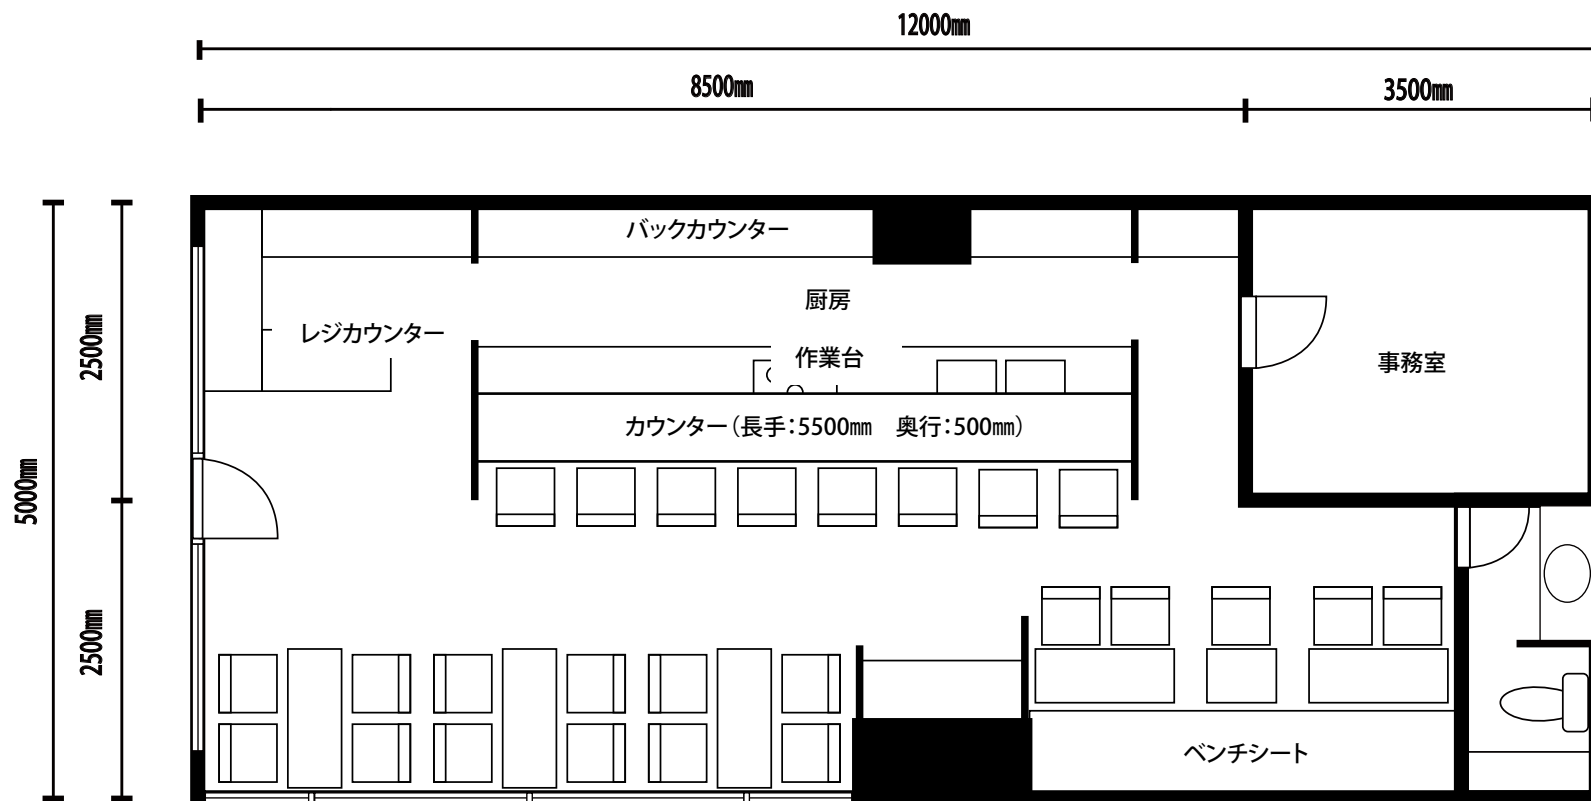 12000㎜
8500㎜
3500㎜
バックカウンター
厨房
レジカウンター
作業台
事務室
カウンター（長手：5500㎜　奥行：500㎜）
2500㎜
5000㎜
2500㎜
ベンチシート